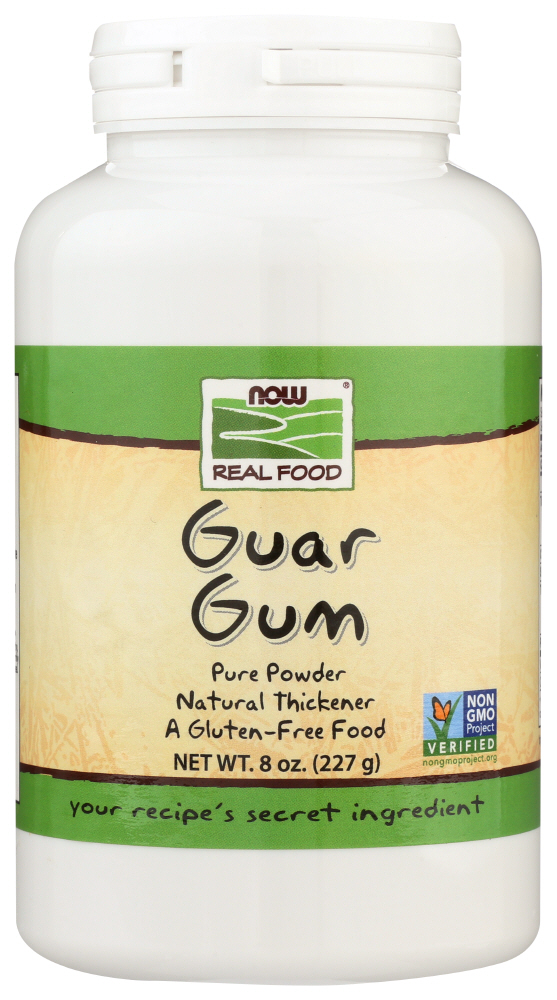 now®
REAL FOOD
Guar
Gum
Pure Powder
Natural Thickener
A Gluten-Free Food
NET WT. 8 oz. (227 g)
NON
GMO
Project
VERIFIED
nongmoproject.org
your recipe's secret ingredient